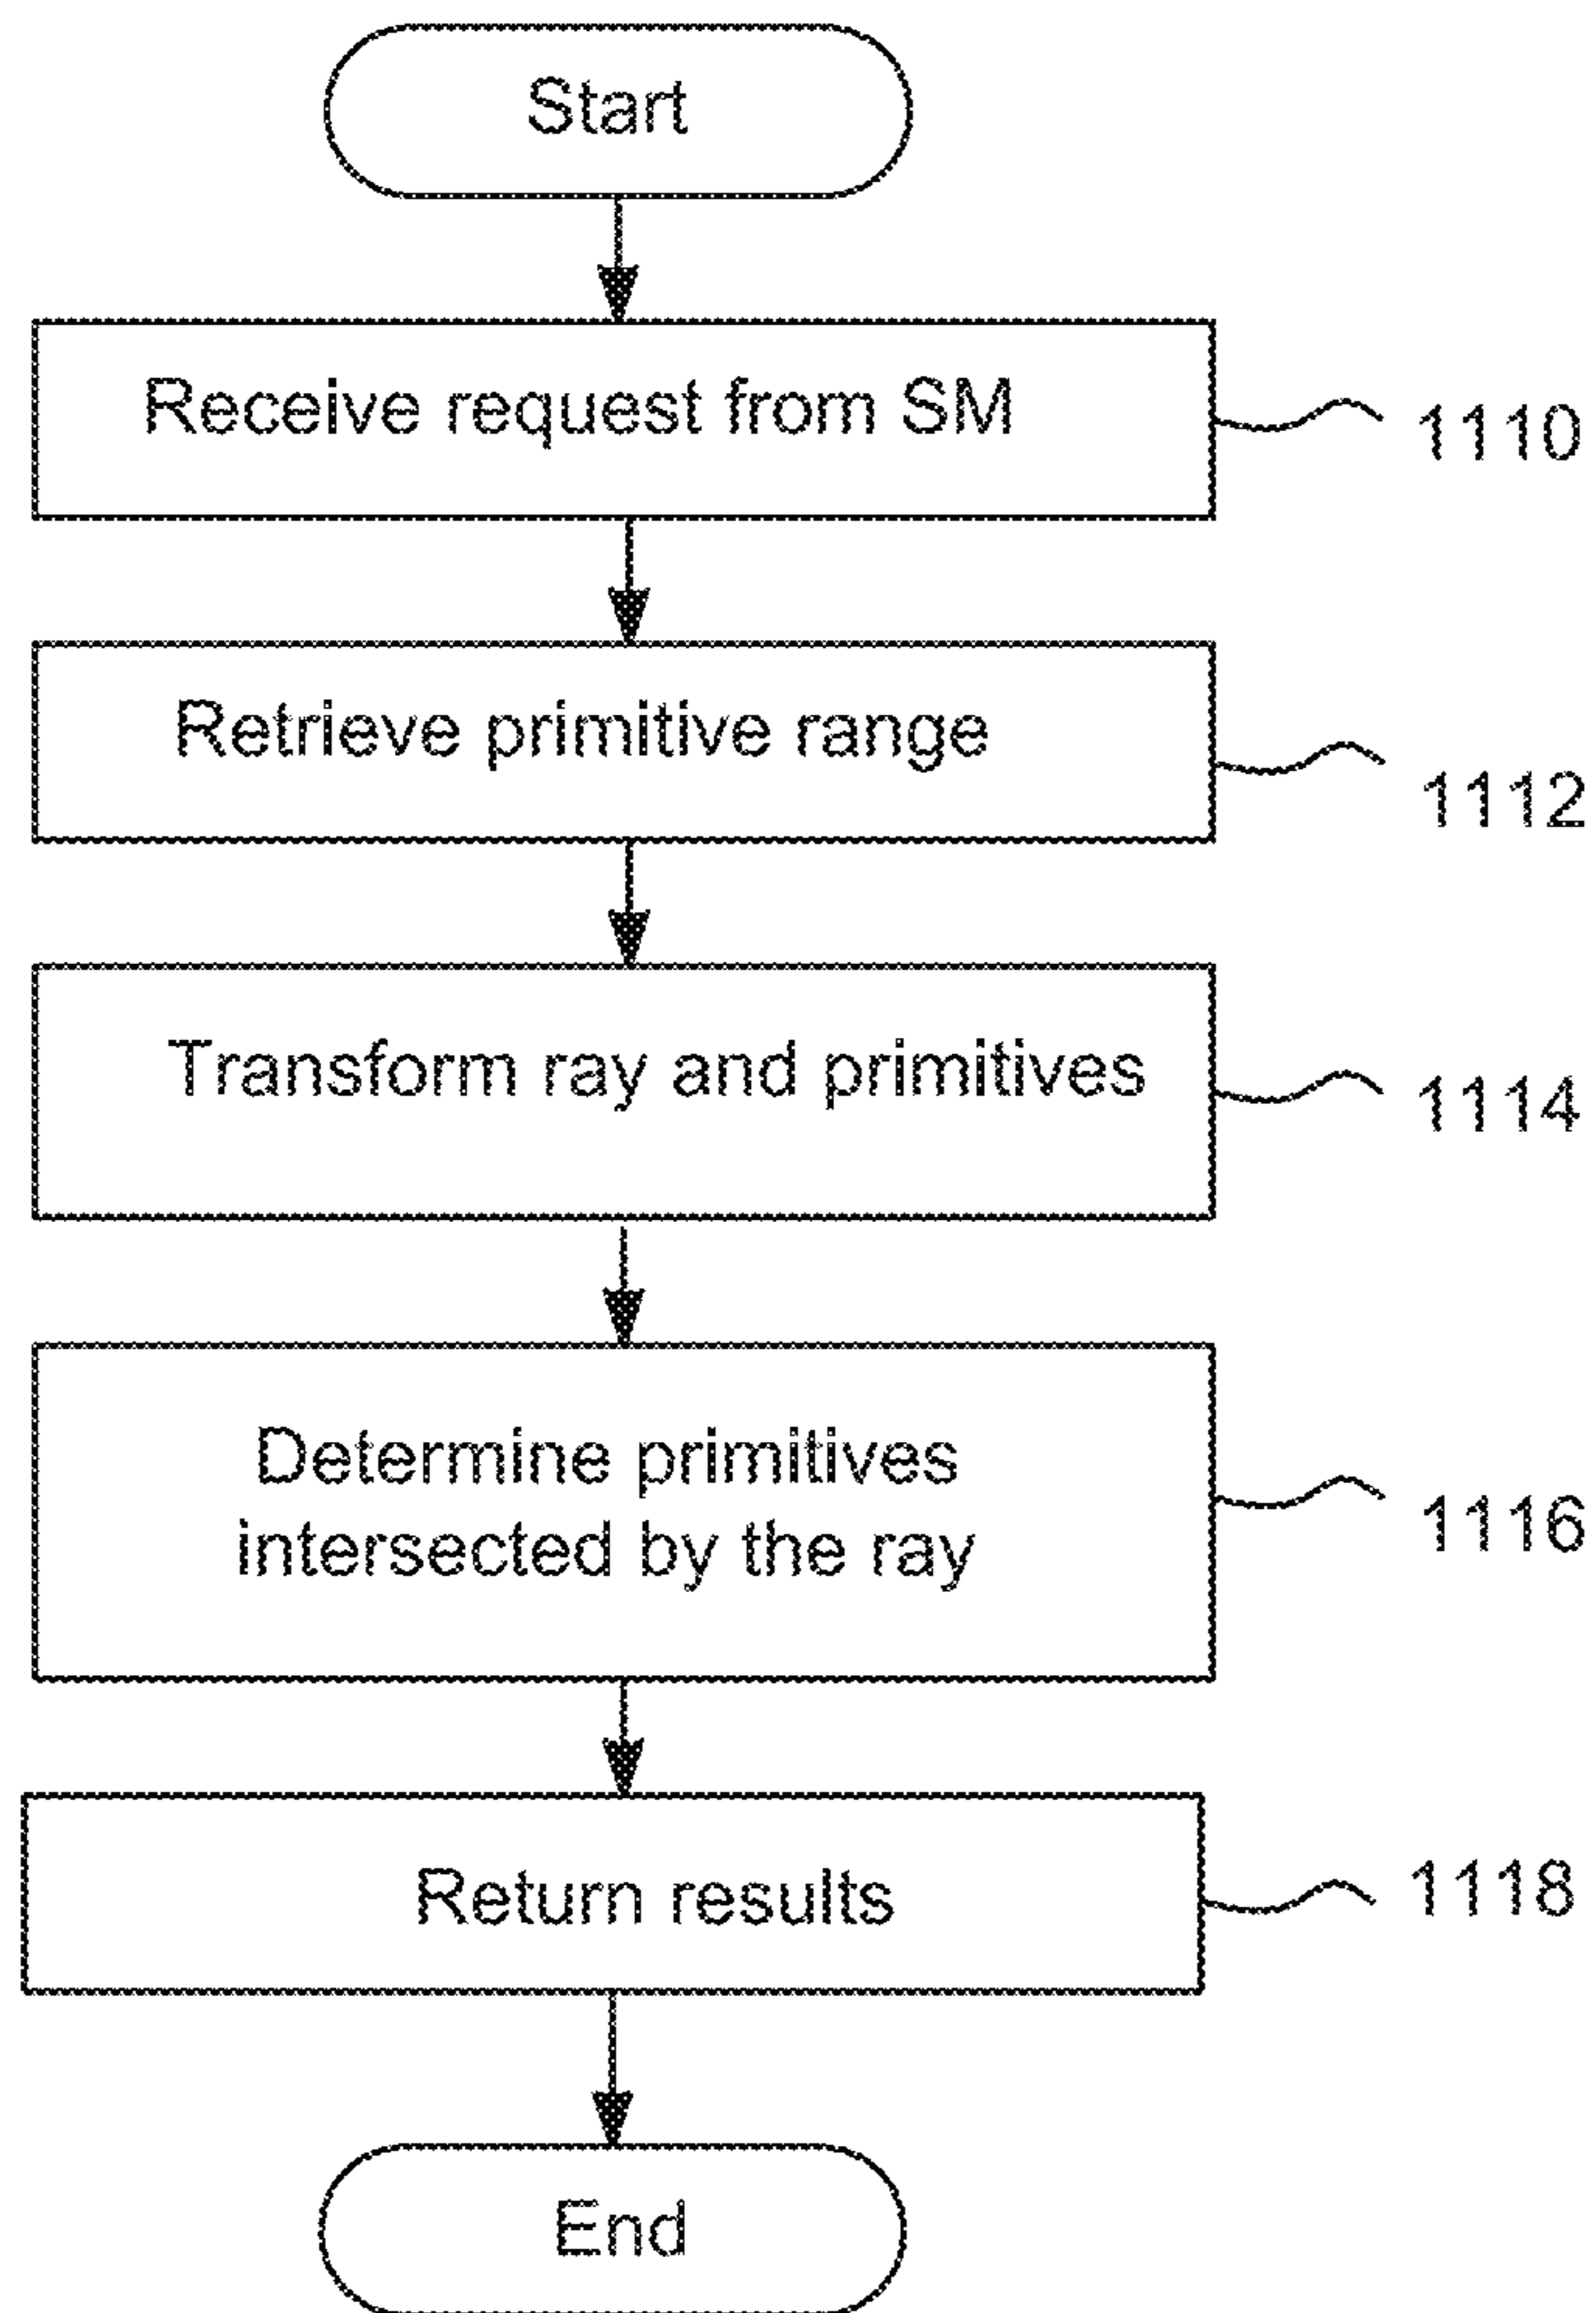 Start
Receive request from SM
1110
Retrieve primitive range
1112
Transform ray and primitives
1114
Determine primitives
intersected by the ray
1116
Return results
1118
End